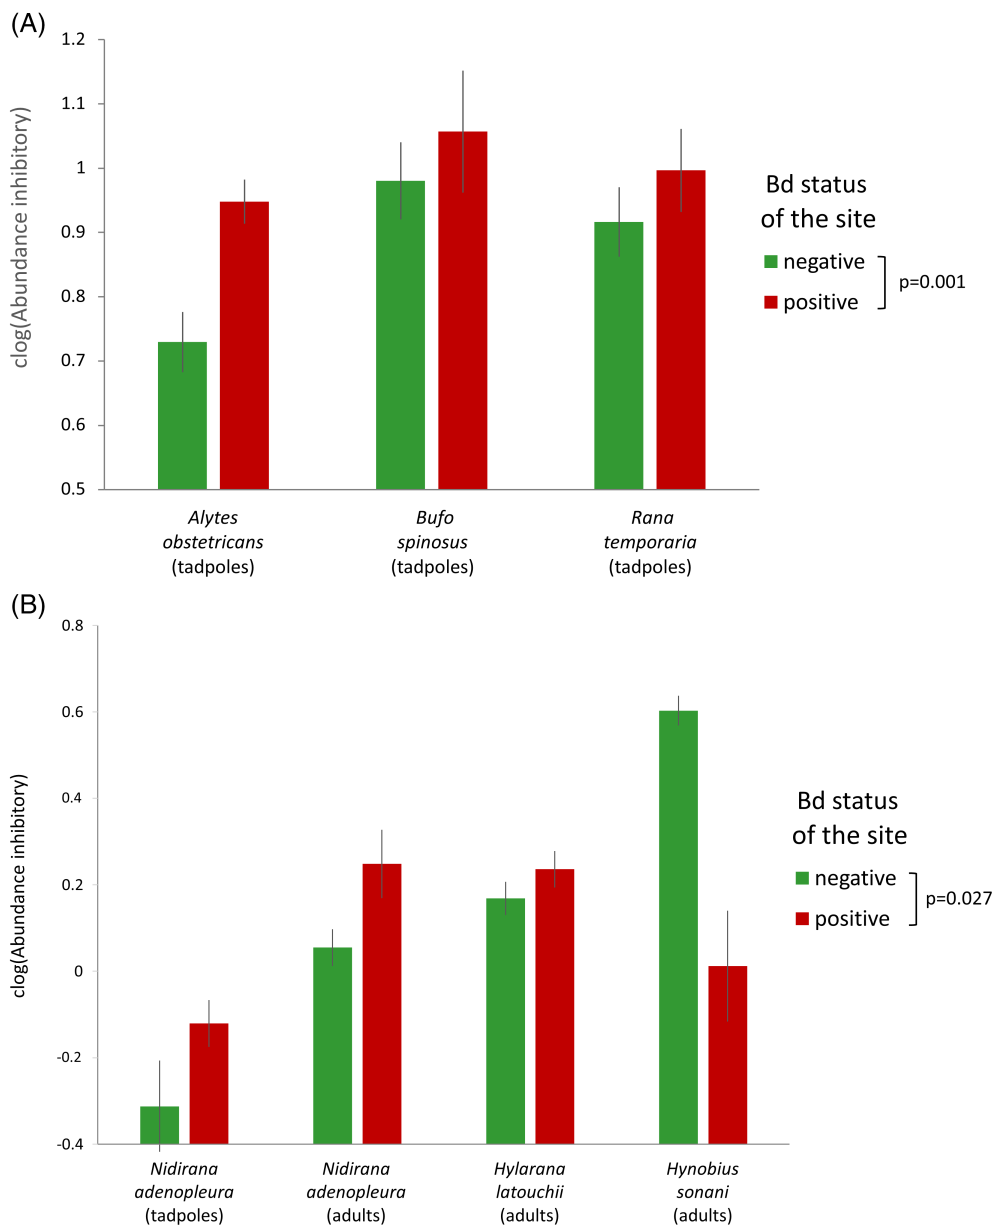 (A)
clog(Abundance inhibitory)
1.2
1.1
1
0.9
0.8
0.7
0.6
0.5
Alytes
obstetricans
(tadpoles)
Bufo
spinosus
(tadpoles)
Rana
temporaria
(tadpoles)
Bd status
of the site
negative
positive
p=0.001
(B)
clog(Abundance inhibitory)
0.8
0.6
0.4
0.2
0
-0.2
-0.4
Nidirana
adenopleura
(tadpoles)
Nidirana
adenopleura
(adults)
Hylarana
latouchii
(adults)
Hynobius
sonani
(adults)
Bd status
of the site
negative
positive
p=0.027